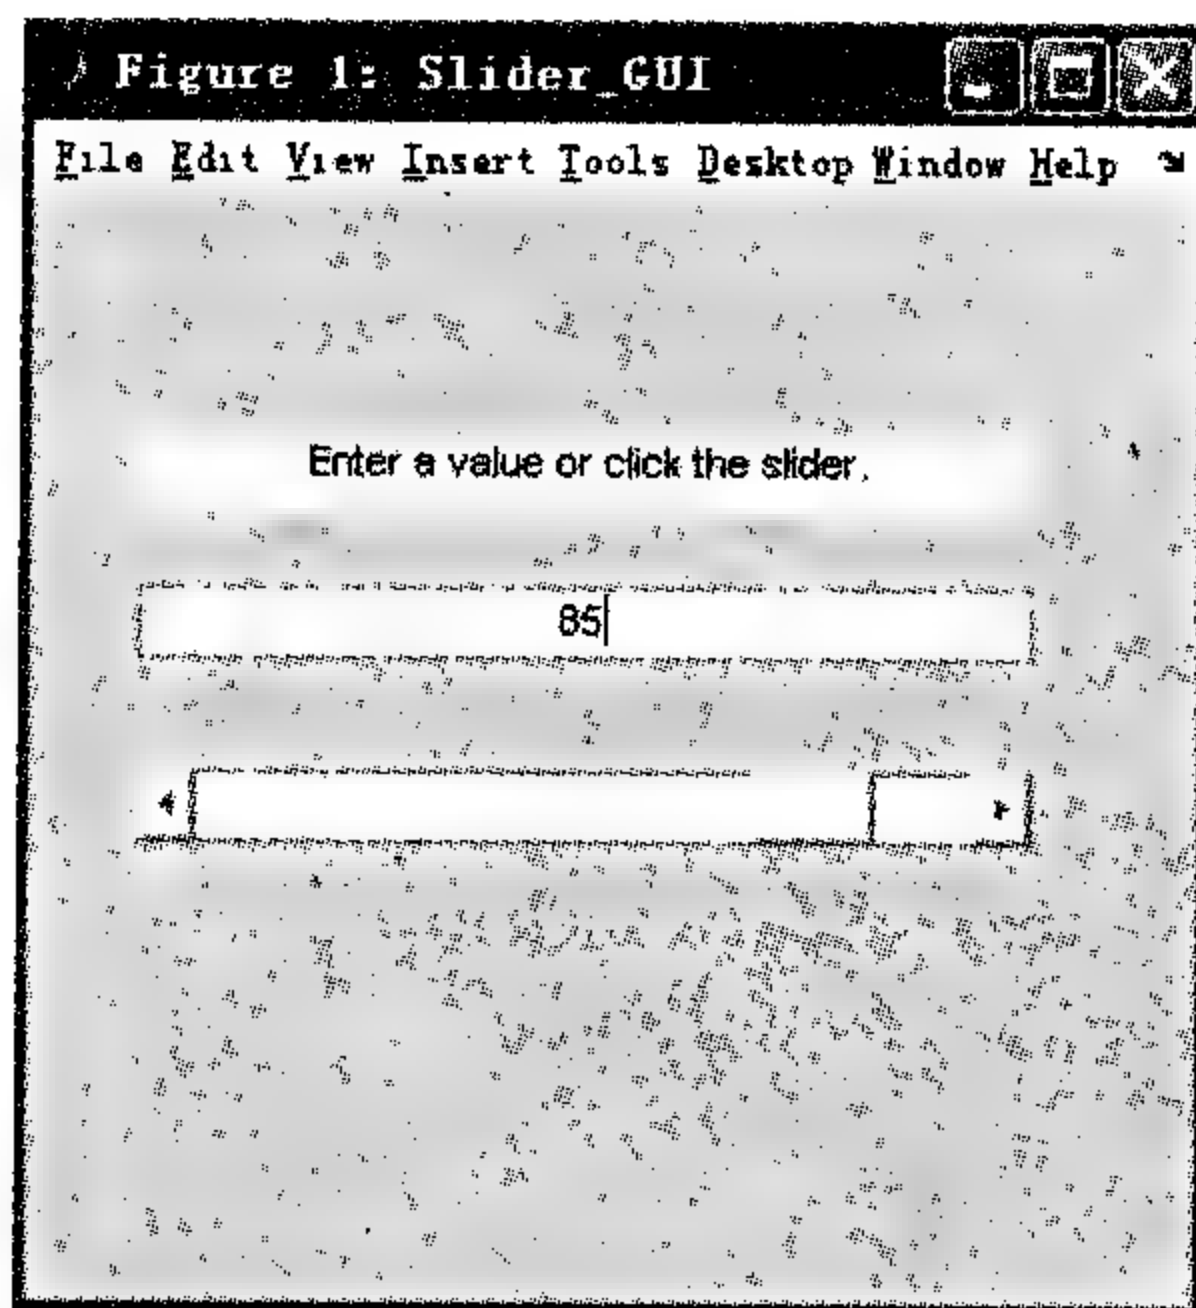 Figure 1: Slider_GUI
File Edit View Insert Tools Desktop Window Help
Enter a value or click the slider.
85